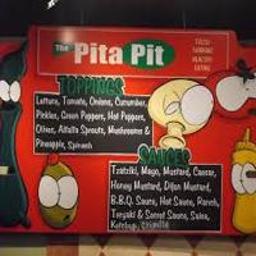 The Pita Pit
FRESH
THINKING
HEALTHY
EATING
TOPPINGS
Lettuce, Tomato, Onions, Cucumber,
Pickles, Green Peppers, Hot Peppers,
Olives, Alfalfa Sprouts, Mushrooms &
Pineapple, Spinach
SAUCES
Tzatziki, Mayo, Mustard, Caesar,
Honey Mustard, Dijon Mustard,
B.B.Q. Sauce, Hot Sauce, Ranch,
Teriyaki & Secret Sauce, Salsa,
Ketchup,